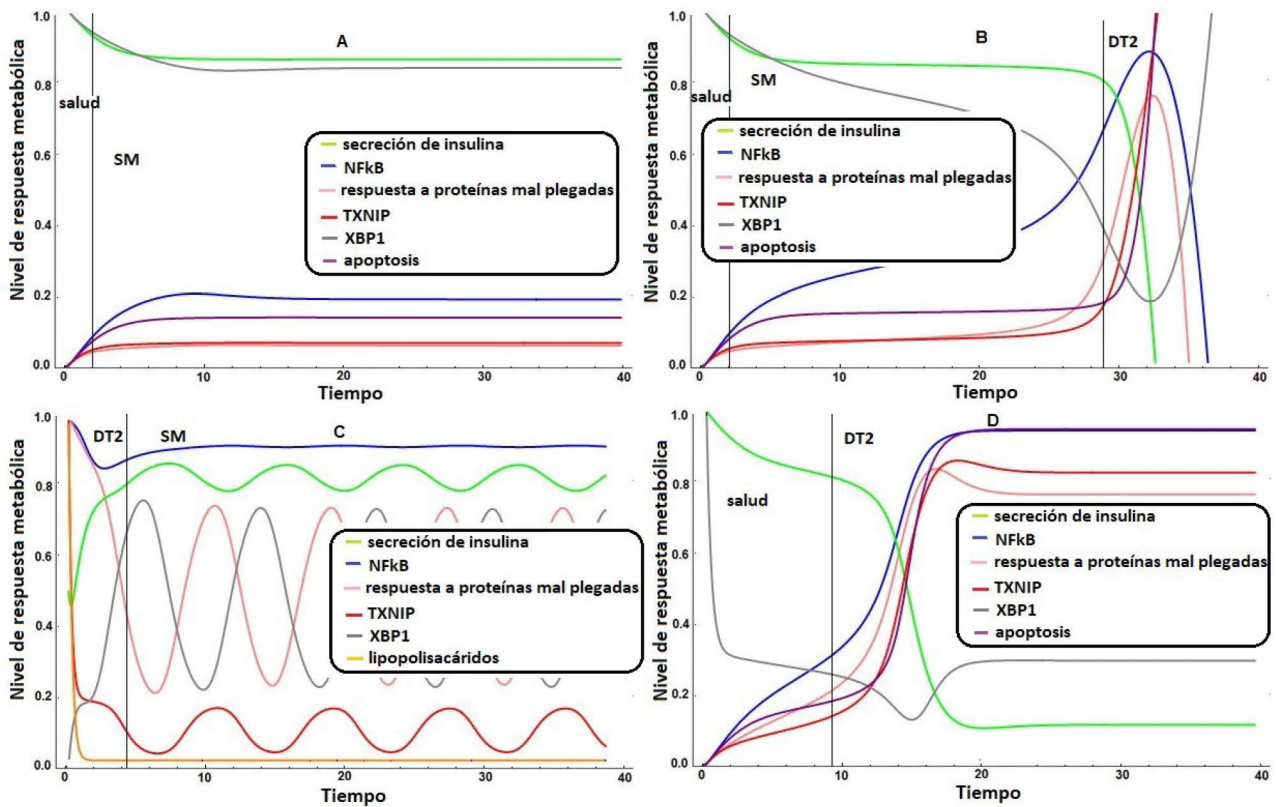 A
Nivel de respuesta metabólica
1.0
0.8
0.6
0.4
0.2
0.0
salud
SM
secreción de insulina
NFkB
respuesta a proteínas mal plegadas
TXNIP
XBP1
apoptosis
0
10
20
30
40
Tiempo
B
Nivel de respuesta metabólica
1.0
0.8
0.6
0.4
0.2
0.0
salud
SM
DT2
secreción de insulina
NFkB
respuesta a proteínas mal plegadas
TXNIP
XBP1
apoptosis
0
10
20
30
40
Tiempo
C
Nivel de respuesta metabólica
1.0
0.8
0.6
0.4
0.2
0.0
DT2
SM
secreción de insulina
NFkB
respuesta a proteínas mal plegadas
TXNIP
XBP1
lipopolisacáridos
0
10
20
30
40
Tiempo
D
Nivel de respuesta metabólica
1.0
0.8
0.6
0.4
0.2
0.0
salud
DT2
secreción de insulina
NFkB
respuesta a proteínas mal plegadas
TXNIP
XBP1
apoptosis
0
10
20
30
40
Tiempo